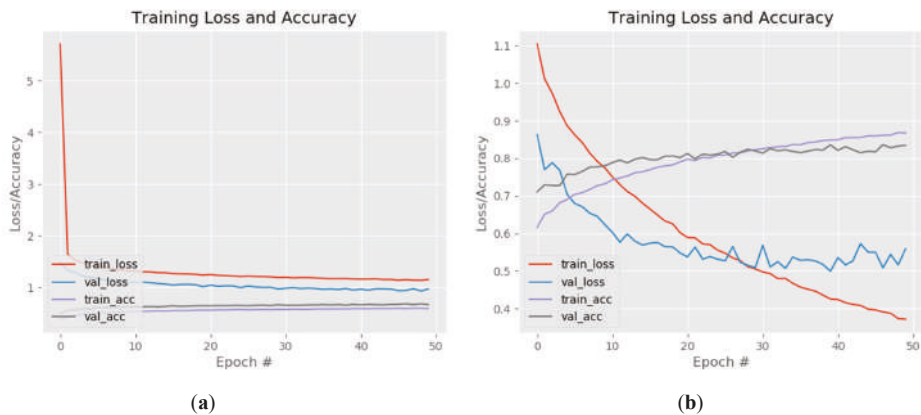 Training Loss and Accuracy
Loss/Accuracy
5
4
3
2
1
train_loss
val_loss
train_acc
val_acc
0 10 20 30 40 50
Epoch #
(a)
Training Loss and Accuracy
Loss/Accuracy
1.1
1.0
0.9
0.8
0.7
0.6
0.5
0.4
train_loss
val_loss
train_acc
val_acc
0 10 20 30 40 50
Epoch #
(b)